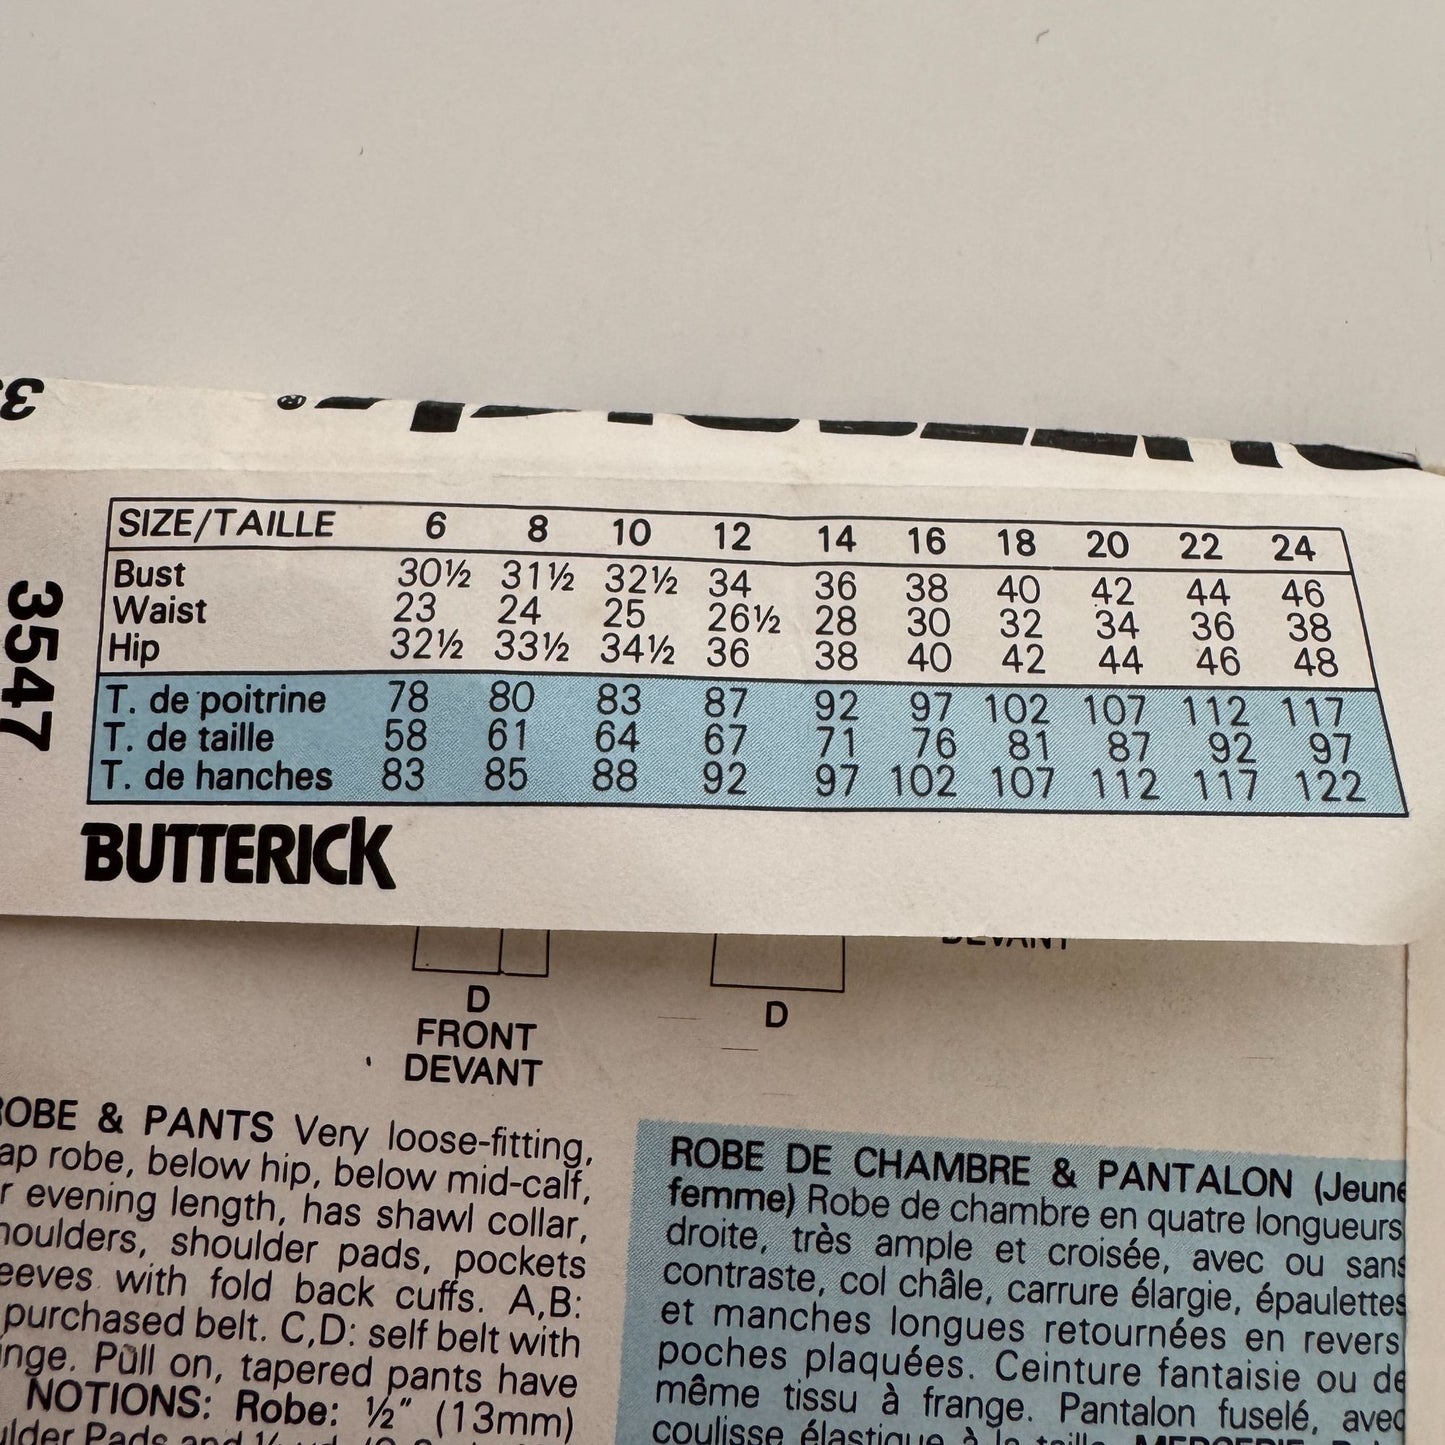 ®
3547
SIZE/TAILLE 6 8 10 12 14 16 18 20 22 24
Bust 30½ 31½ 32½ 34 36 38 40 42 44 46
Waist 23 24 25 26½ 28 30 32 34 36 38
Hip 32½ 33½ 34½ 36 38 40 42 44 46 48
T. de poitrine 78 80 83 87 92 97 102 107 112 117
T. de taille 58 61 64 67 71 76 81 87 92 97
T. de hanches 83 85 88 92 97 102 107 112 117 122
BUTTERICK
DEVANT
D
FRONT
DEVANT
D
ROBE & PANTS Very loose-fitting,
robe, below hip, below mid-calf,
evening length, has shawl collar,
shoulder pads, pockets
with fold back cuffs. A,B:
purchased belt. C,D: self belt with
Pull on, tapered pants have
NOTIONS: Robe: ½" (13mm)
Pads and
ROBE DE CHAMBRE & PANTALON (Jeune
femme) Robe de chambre en quatre longueurs
droite, très ample et croisée, avec ou sans
contraste, col châle, carrure élargie, épaulettes
et manches longues retournées en revers
poches plaquées. Ceinture fantaisie ou de
même tissu à frange. Pantalon fuselé, avec
coulisse élastique à la taille. MERCERIE